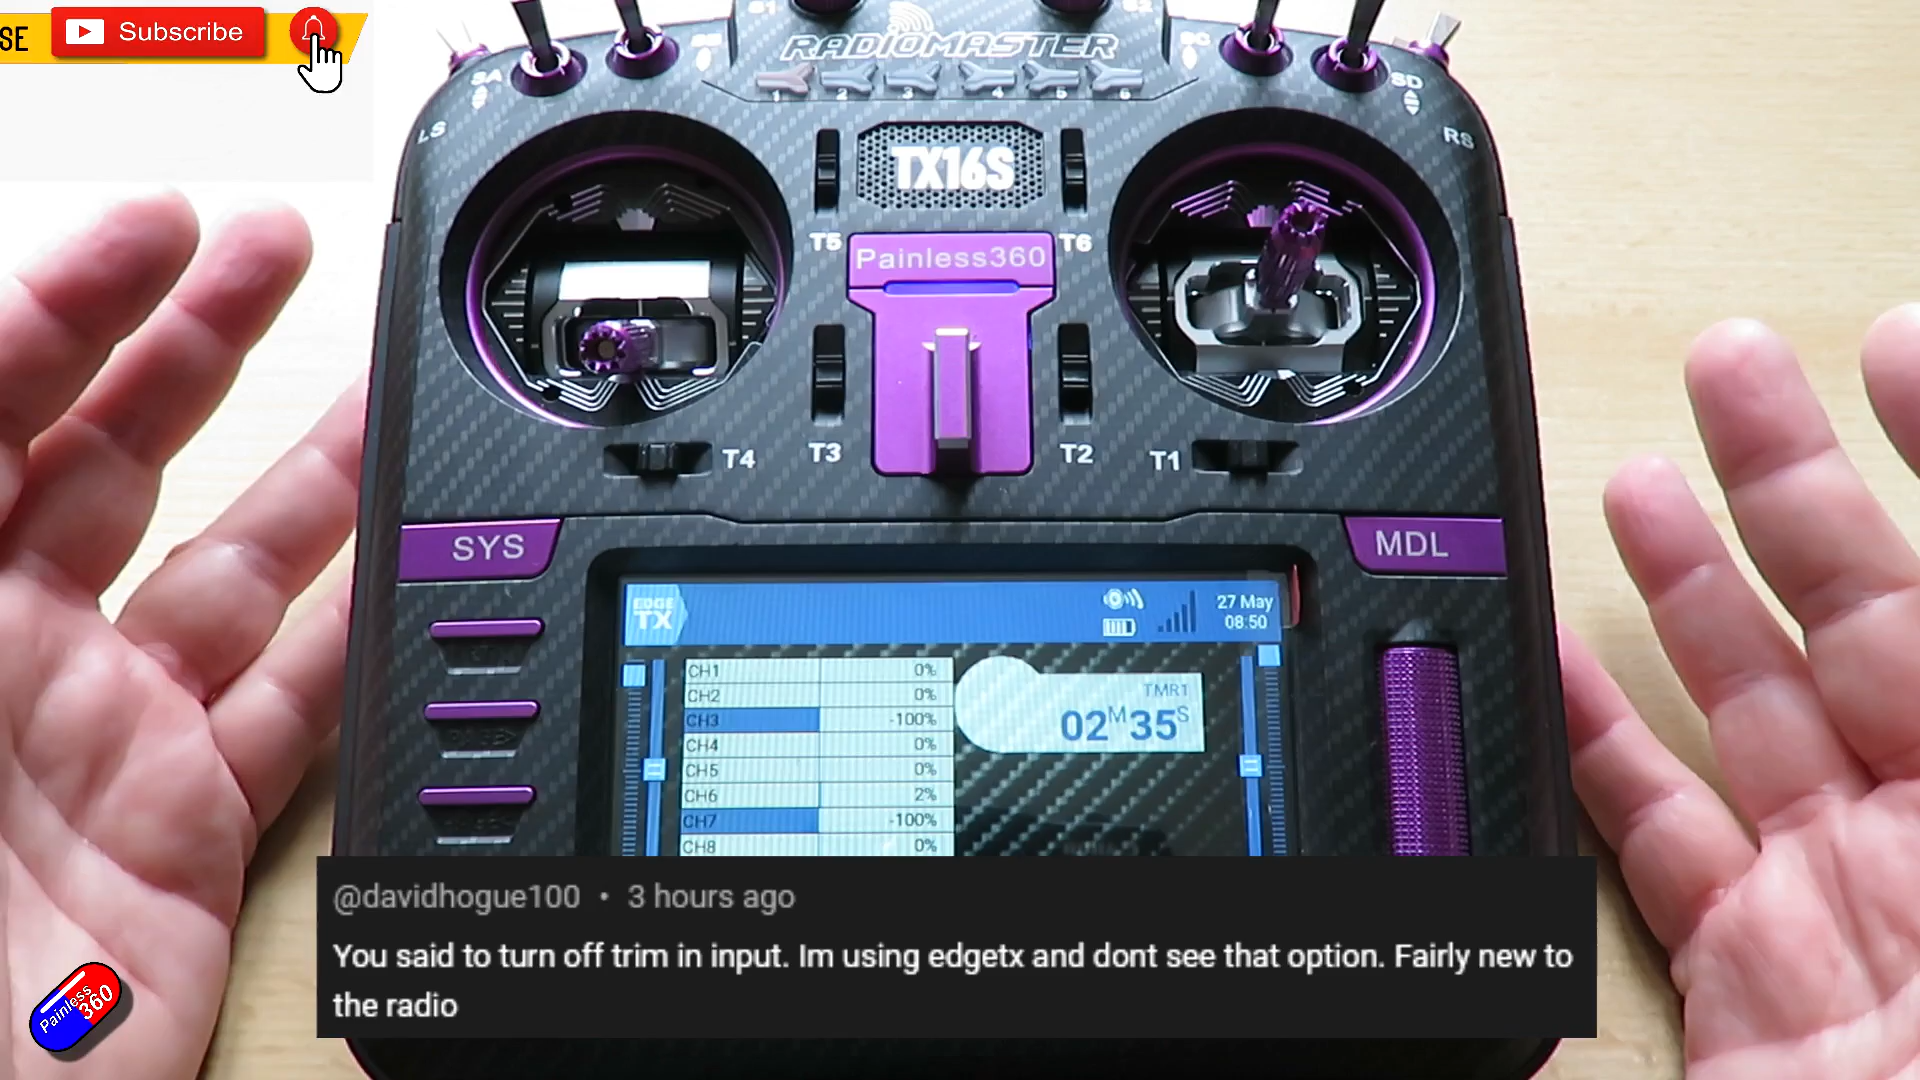 SE
Subscribe
S1
S2
RADIOMASTER
SA
SC
SD
1 2 3 4 5 6
LS
RS
TX16S
T5
T6
Painless360
T4
T3
T2
T1
SYS
MDL
EDGE
TX
27 May
08:50
CH1 0%
CH2 0%
CH3 -100%
CH4 0%
CH5 0%
CH6 2%
CH7 -100%
CH8 0%
TMR1
02M35S
@davidhogue100 • 3 hours ago
You said to turn off trim in input. Im using edgetx and dont see that option. Fairly new to
the radio
Painless
360